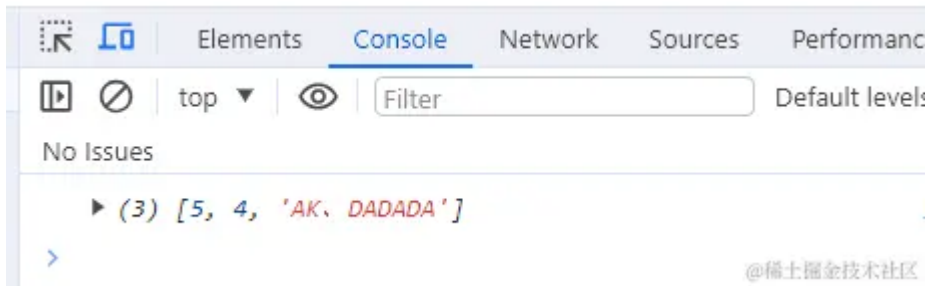 Elements Console Network Sources Performanc
top Filter Default levels
No Issues
(3) [5, 4, 'AK、DADADA']
@稀土掘金技术社区